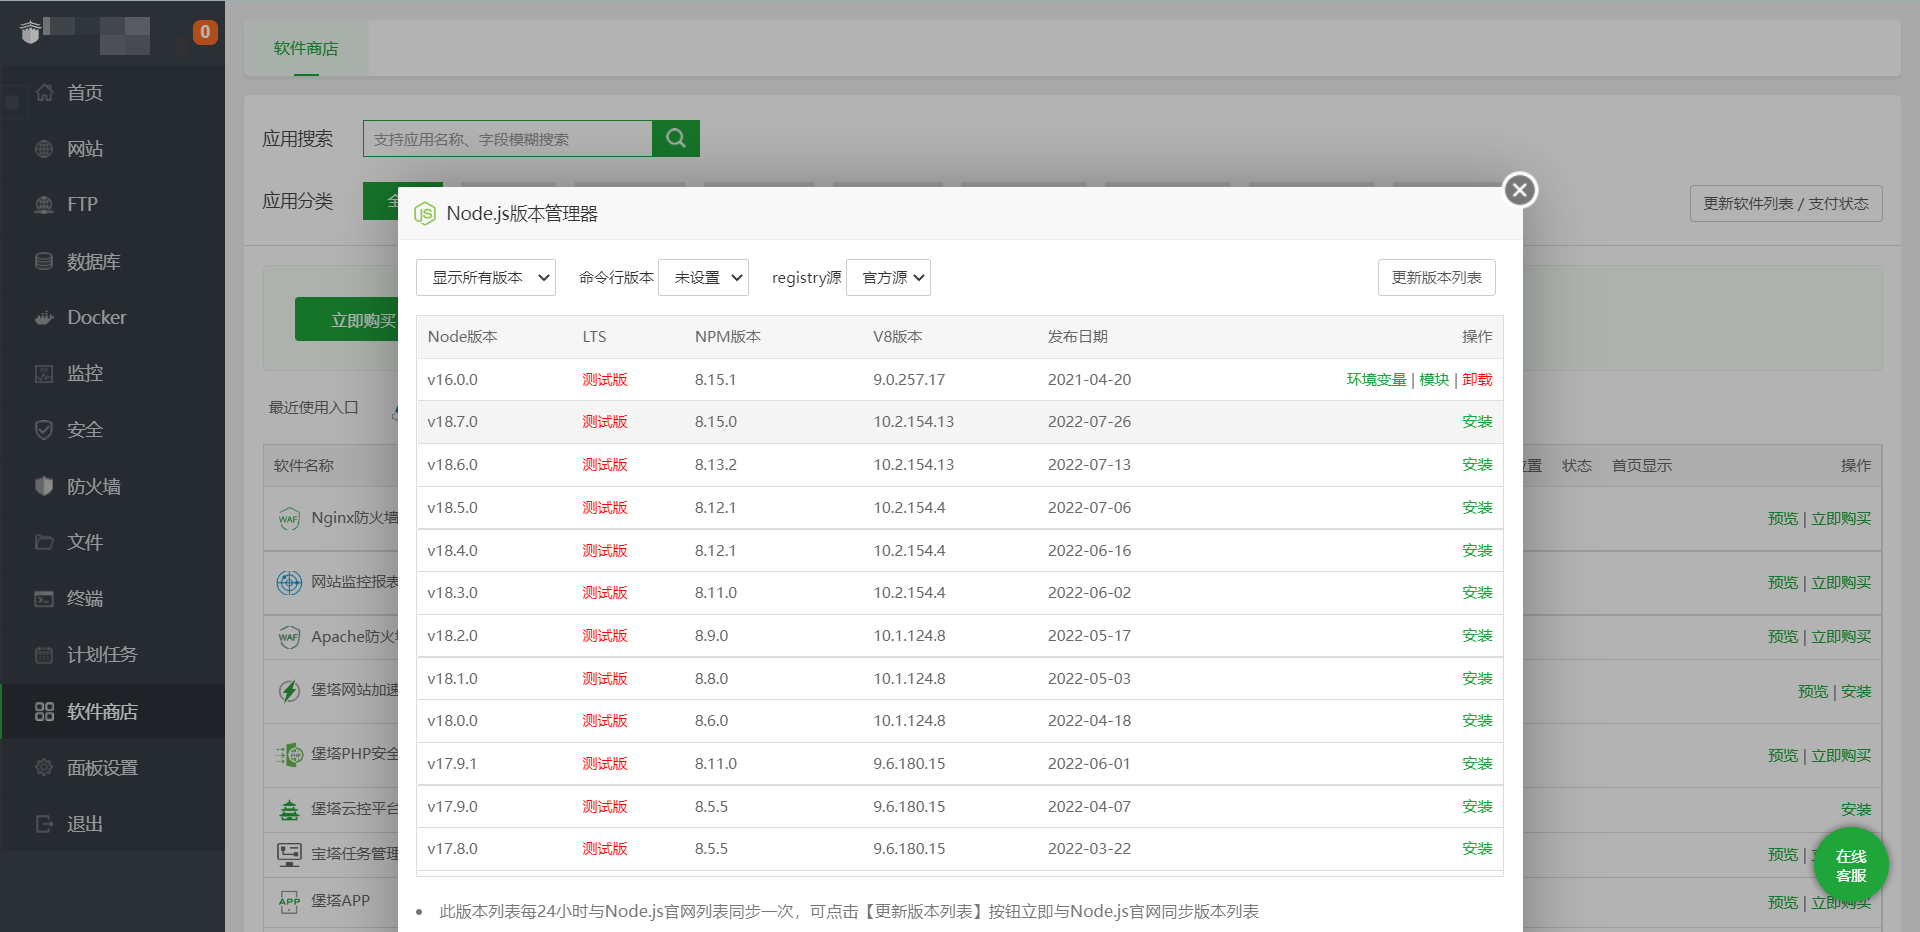 0
首页
网站
FTP
数据库
Docker
监控
安全
防火墙
文件
终端
计划任务
软件商店
面板设置
退出
软件商店
应用搜索
支持应用名称、字段模糊搜索
应用分类
更新软件列表 / 支付状态
立即购买
最近使用入口
软件名称
状态 首页显示 操作
Nginx防火墙
预览 | 立即购买
网站监控报表
预览 | 立即购买
Apache防火
预览 | 立即购买
堡塔网站加速
预览 | 安装
堡塔PHP安全
预览 | 立即购买
堡塔云控平台
安装
宝塔任务管理
预览 |
堡塔APP
预览 | 立即购买
在线
客服
Node.js版本管理器
显示所有版本 命令行版本 未设置 registry源 官方源 更新版本列表
Node版本 LTS NPM版本 V8版本 发布日期 操作
v16.0.0 测试版 8.15.1 9.0.257.17 2021-04-20 环境变量 | 模块 | 卸载
v18.7.0 测试版 8.15.0 10.2.154.13 2022-07-26 安装
v18.6.0 测试版 8.13.2 10.2.154.13 2022-07-13 安装
v18.5.0 测试版 8.12.1 10.2.154.4 2022-07-06 安装
v18.4.0 测试版 8.12.1 10.2.154.4 2022-06-16 安装
v18.3.0 测试版 8.11.0 10.2.154.4 2022-06-02 安装
v18.2.0 测试版 8.9.0 10.1.124.8 2022-05-17 安装
v18.1.0 测试版 8.8.0 10.1.124.8 2022-05-03 安装
v18.0.0 测试版 8.6.0 10.1.124.8 2022-04-18 安装
v17.9.1 测试版 8.11.0 9.6.180.15 2022-06-01 安装
v17.9.0 测试版 8.5.5 9.6.180.15 2022-04-07 安装
v17.8.0 测试版 8.5.5 9.6.180.15 2022-03-22 安装
此版本列表每24小时与Node.js官网列表同步一次，可点击【更新版本列表】按钮立即与Node.js官网同步版本列表